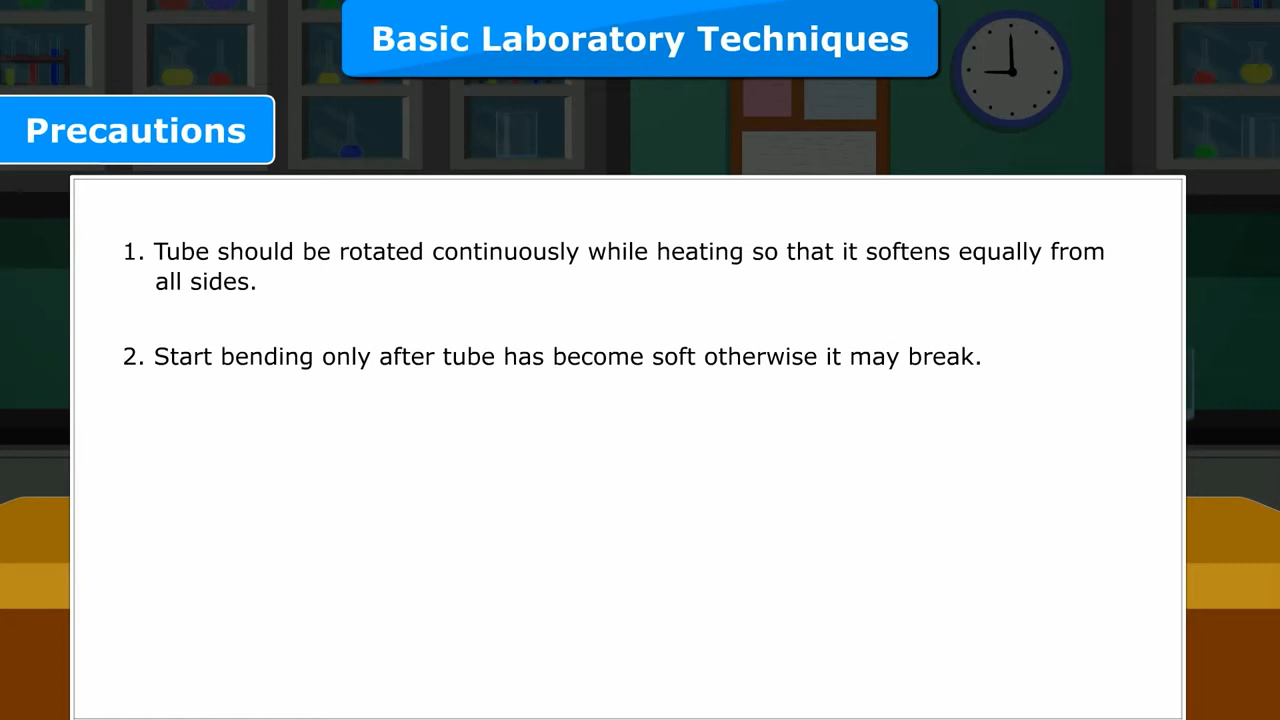 Basic Laboratory Techniques
Precautions
1. Tube should be rotated continuously while heating so that it softens equally from
all sides.
2. Start bending only after tube has become soft otherwise it may break.